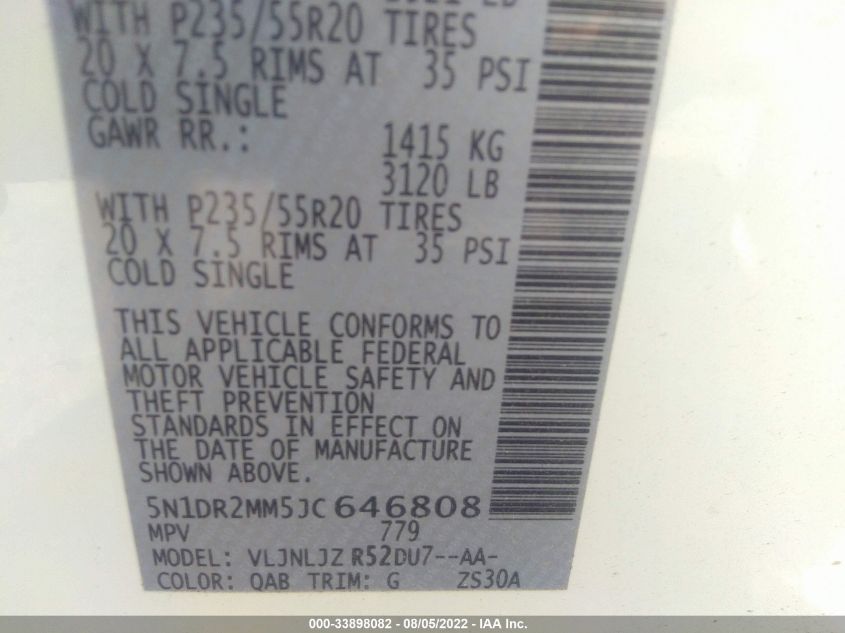 WITH P235/55R20 TIRES
20 X 7.5 RIMS AT 35 PSI
COLD SINGLE
GAWR RR.: 1415 KG
3120 LB
WITH P235/55R20 TIRES
20 X 7.5 RIMS AT 35 PSI
COLD SINGLE
THIS VEHICLE CONFORMS TO
ALL APPLICABLE FEDERAL
MOTOR VEHICLE SAFETY AND
THEFT PREVENTION
STANDARDS IN EFFECT ON
THE DATE OF MANUFACTURE
SHOWN ABOVE.
5N1DR2MM5JC646808
MPV 779
MODEL: VLJNLJZ R52DU7--AA-
COLOR: QAB TRIM: G ZS30A
000-33898082 - 08/05/2022 - IAA Inc.